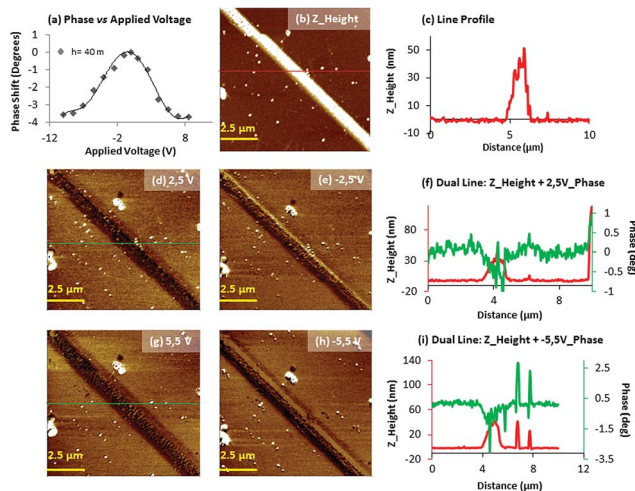 (a) Phase vs Applied Voltage
Phase Shift (Degrees)
1
0
-1
-2
-3
-4
h= 40 m
-12
-2
8
Applied Voltage (V)
(b) Z_Height
2.5 µm
(c) Line Profile
Z_Height (nm)
70
50
30
10
-10
0
5
10
Distance (µm)
(d) 2,5 V
2.5 µm
(e) -2,5 V
2.5 µm
(f) Dual Line: Z_Height + 2,5V_Phase
Z_Height (nm)
80
30
-20
0
4
8
Distance (µm)
1
0.5
0
-0.5
-1
Phase (deg)
(g) 5,5 V
2.5 µm
(h) -5,5 V
2.5 µm
(i) Dual Line: Z_Height + -5,5V_Phase
Z_Height (nm)
140
100
60
20
-20
0
4
8
12
Distance (µm)
2.5
0.5
-1.5
-3.5
Phase (deg)